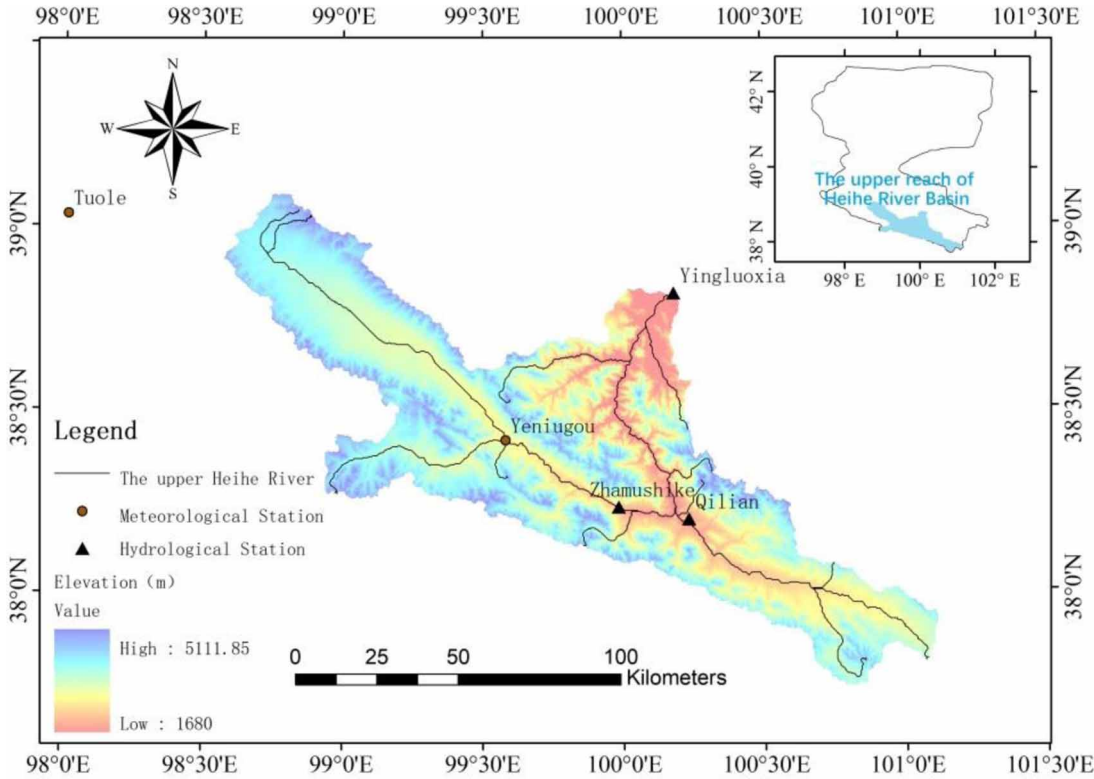 98°0'E 98°30'E 99°0'E 99°30'E 100°0'E 100°30'E 101°0'E 101°30'E
N
W E
S
Tuole
42° N
40° N
38° N
The upper reach of
Heihe River Basin
98° E 100° E 102° E
39°0'N 39°0'N
Yingluoxia
38°30'N 38°30'N
Yeniugou
Zhamushike
Qilian
38°0'N 38°0'N
Legend
The upper Heihe River
Meteorological Station
Hydrological Station
Elevation (m)
Value
High : 5111.85
Low : 1680
0 25 50 100
Kilometers
98°0'E 98°30'E 99°0'E 99°30'E 100°0'E 100°30'E 101°0'E 101°30'E